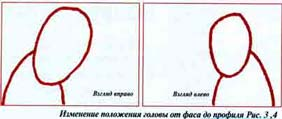 Взгляд вправо
Взгляд влево
Изменение положения головы от фаса до профиля Рис. 3 ,4